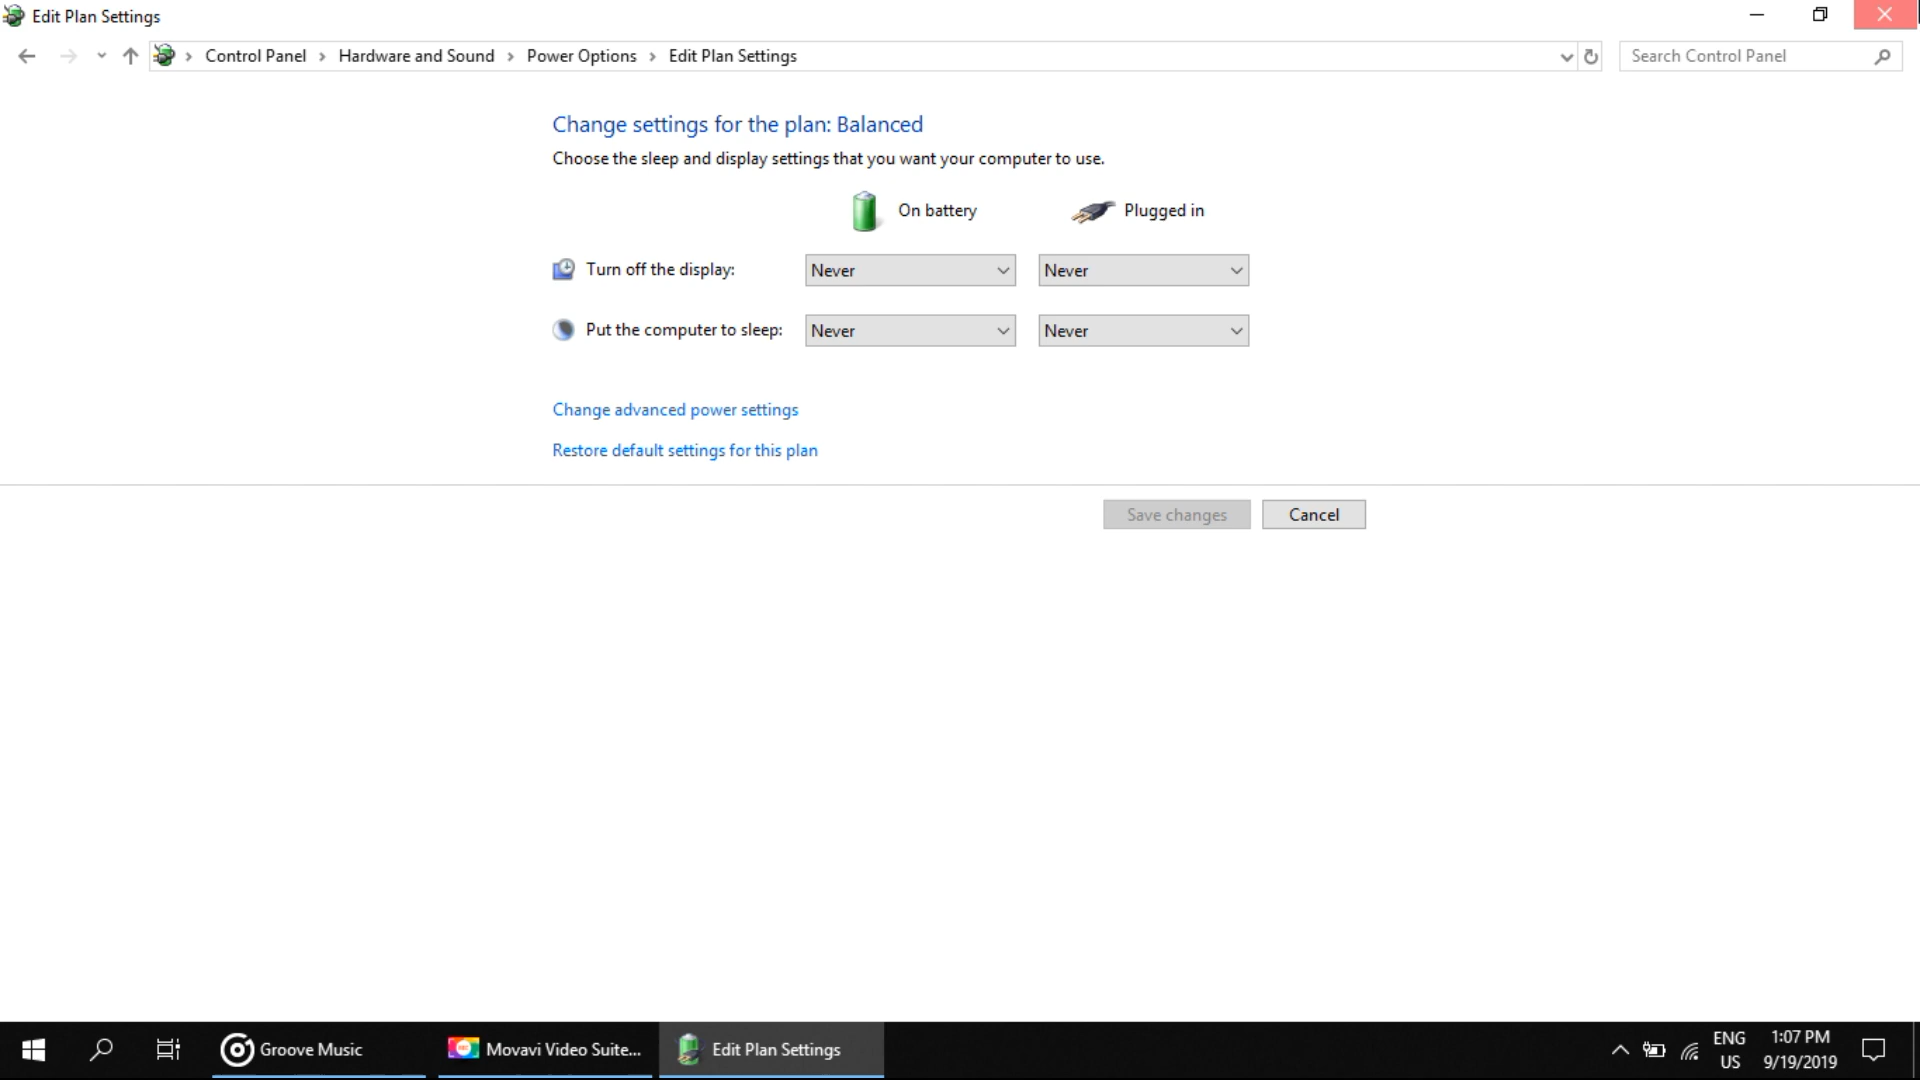 Edit Plan Settings
Control Panel > Hardware and Sound > Power Options > Edit Plan Settings
Search Control Panel
Change settings for the plan: Balanced
Choose the sleep and display settings that you want your computer to use.
On battery Plugged in
Turn off the display: Never Never
Put the computer to sleep: Never Never
Change advanced power settings
Restore default settings for this plan
Save changes Cancel
Groove Music Movavi Video Suite... Edit Plan Settings
ENG 1:07 PM
US 9/19/2019